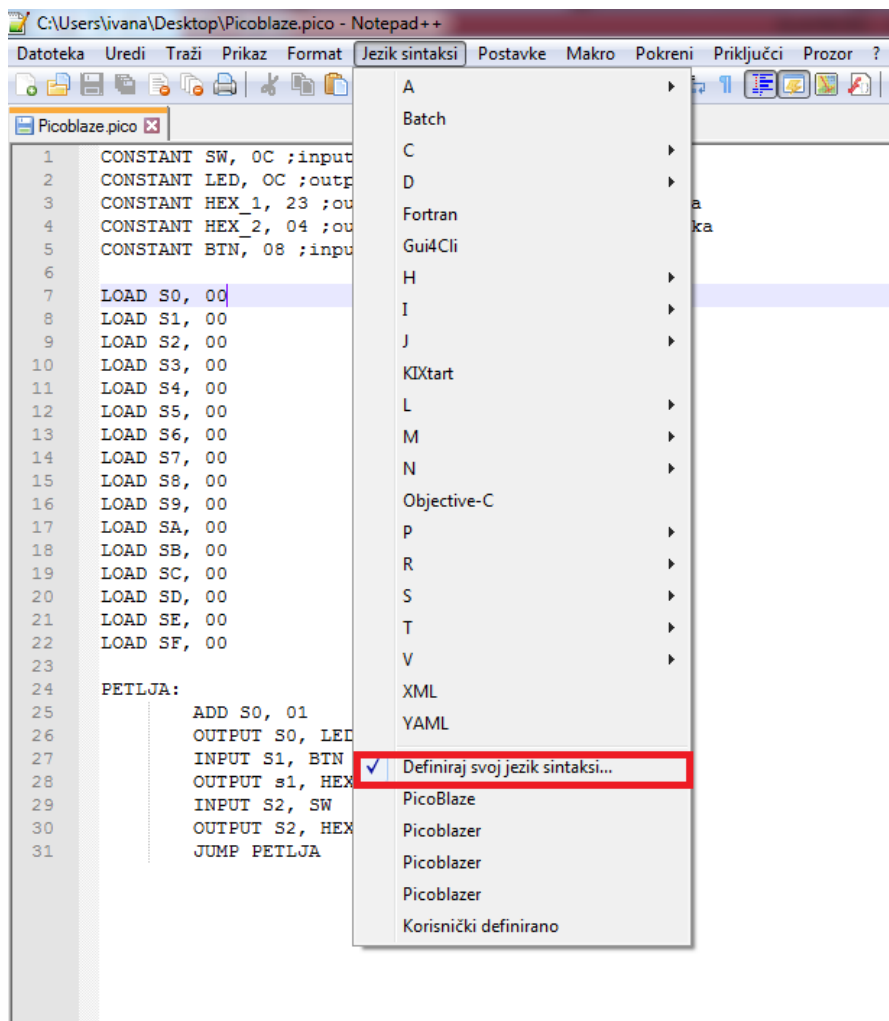 C:\Users\ivana\Desktop\Picoblaze.pico - Notepad++
Datoteka Uredi Traži Prikaz Format Jezik sintaksi Postavke Makro Pokreni Priključci Prozor ?
Picoblaze.pico
1 CONSTANT SW, 0C ;input
2 CONSTANT LED, OC ;outp
3 CONSTANT HEX_1, 23 ;ou a
4 CONSTANT HEX_2, 04 ;ou ka
5 CONSTANT BTN, 08 ;inpu
6
7 LOAD S0, 00
8 LOAD S1, 00
9 LOAD S2, 00
10 LOAD S3, 00
11 LOAD S4, 00
12 LOAD S5, 00
13 LOAD S6, 00
14 LOAD S7, 00
15 LOAD S8, 00
16 LOAD S9, 00
17 LOAD SA, 00
18 LOAD SB, 00
19 LOAD SC, 00
20 LOAD SD, 00
21 LOAD SE, 00
22 LOAD SF, 00
23
24 PETLJA:
25 ADD S0, 01
26 OUTPUT S0, LED
27 INPUT S1, BTN
28 OUTPUT s1, HEX
29 INPUT S2, SW
30 OUTPUT S2, HEX
31 JUMP PETLJA
A
Batch
C
D
Fortran
Gui4Cli
H
I
J
KIXtart
L
M
N
Objective-C
P
R
S
T
V
XML
YAML
Definiraj svoj jezik sintaksi...
PicoBlaze
Picoblazer
Picoblazer
Picoblazer
Korisnički definirano